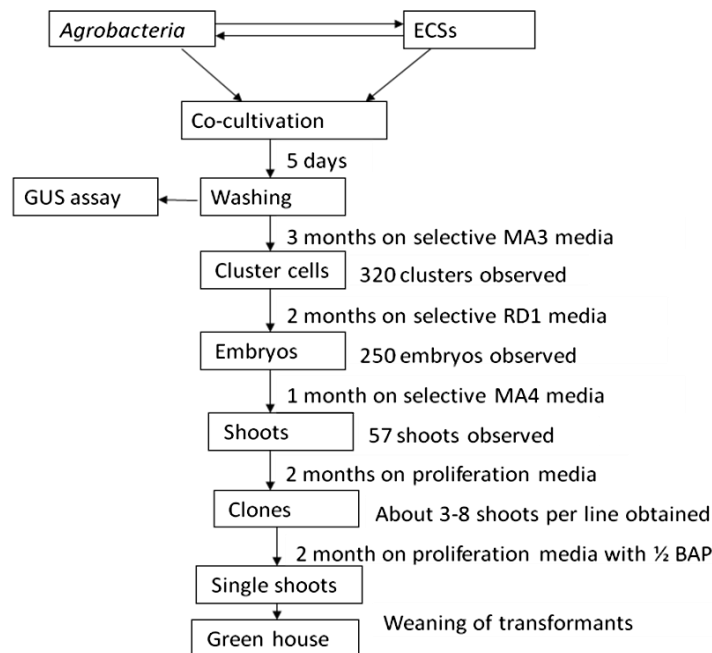 Agrobacteria
ECSs
Co-cultivation
5 days
GUS assay
Washing
3 months on selective MA3 media
Cluster cells
320 clusters observed
2 months on selective RD1 media
Embryos
250 embryos observed
1 month on selective MA4 media
Shoots
57 shoots observed
2 months on proliferation media
Clones
About 3-8 shoots per line obtained
2 month on proliferation media with ½ BAP
Single shoots
Weaning of transformants
Green house